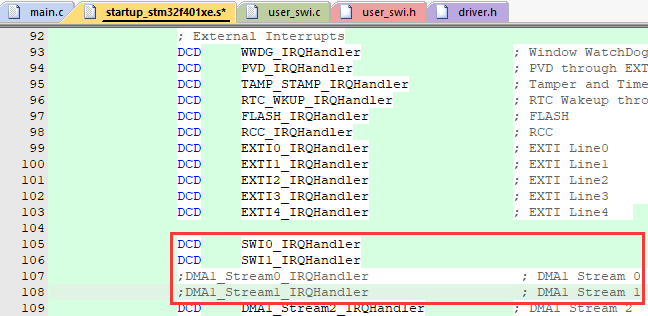 main.c startup_stm32f401xe.s* user_swi.c user_swi.h driver.h
92 ; External Interrupts
93 DCD WWDG_IRQHandler ; Window WatchDog
94 DCD PVD_IRQHandler ; PVD through EXT
95 DCD TAMP_STAMP_IRQHandler ; Tamper and Time
96 DCD RTC_WKUP_IRQHandler ; RTC Wakeup thro
97 DCD FLASH_IRQHandler ; FLASH
98 DCD RCC_IRQHandler ; RCC
99 DCD EXTI0_IRQHandler ; EXTI Line0
100 DCD EXTI1_IRQHandler ; EXTI Line1
101 DCD EXTI2_IRQHandler ; EXTI Line2
102 DCD EXTI3_IRQHandler ; EXTI Line3
103 DCD EXTI4_IRQHandler ; EXTI Line4
104
105 DCD SWI0_IRQHandler
106 DCD SWI1_IRQHandler
107 ;DMA1_Stream0_IRQHandler ; DMA1 Stream 0
108 ;DMA1_Stream1_IRQHandler ; DMA1 Stream 1
109 DCD DMA1_Stream2_IRQHandler ; DMA1 Stream 2